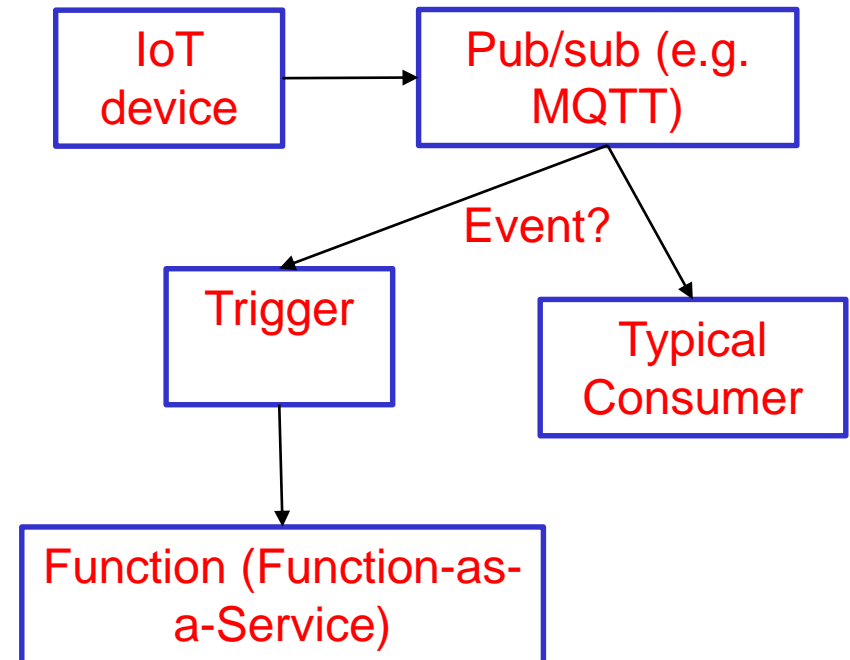 IoT
device
Pub/sub (e.g.
MQTT)
Event?
Trigger
Typical
Consumer
Function (Function-as-
a-Service)